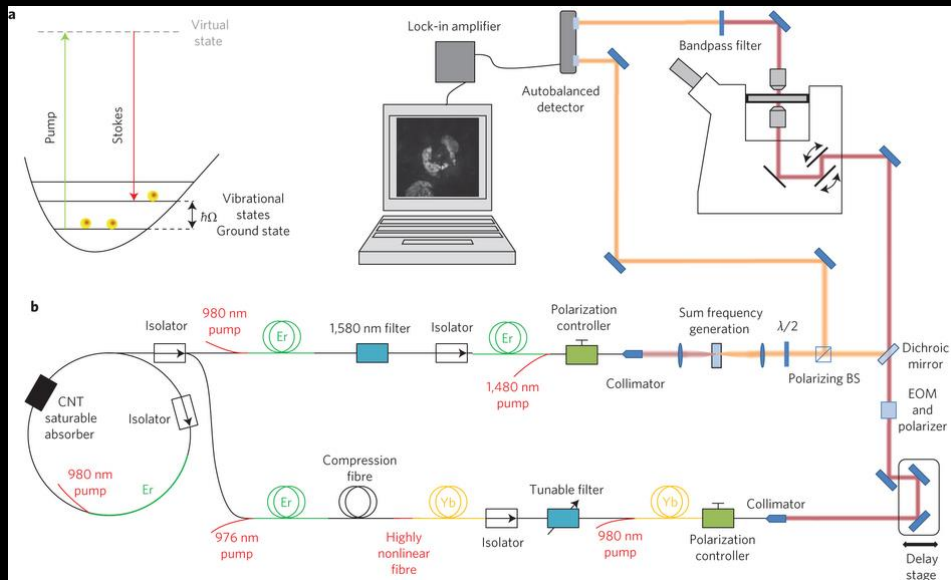 a
Virtual
state
Pump
Stokes
ħΩ
Vibrational
states
Ground state
Lock-in amplifier
Autobalanced
detector
Bandpass filter
b
Isolator
980 nm
pump
Er
1,580 nm filter
Isolator
Er
1,480 nm
pump
Polarization
controller
Collimator
Sum frequency
generation
λ/2
Polarizing BS
Dichroic
mirror
EOM
and
polarizer
CNT
saturable
absorber
Isolator
980 nm
pump
Er
976 nm
pump
Er
Compression
fibre
Highly
nonlinear
fibre
Yb
Isolator
Tunable filter
980 nm
pump
Yb
Polarization
controller
Collimator
Delay
stage